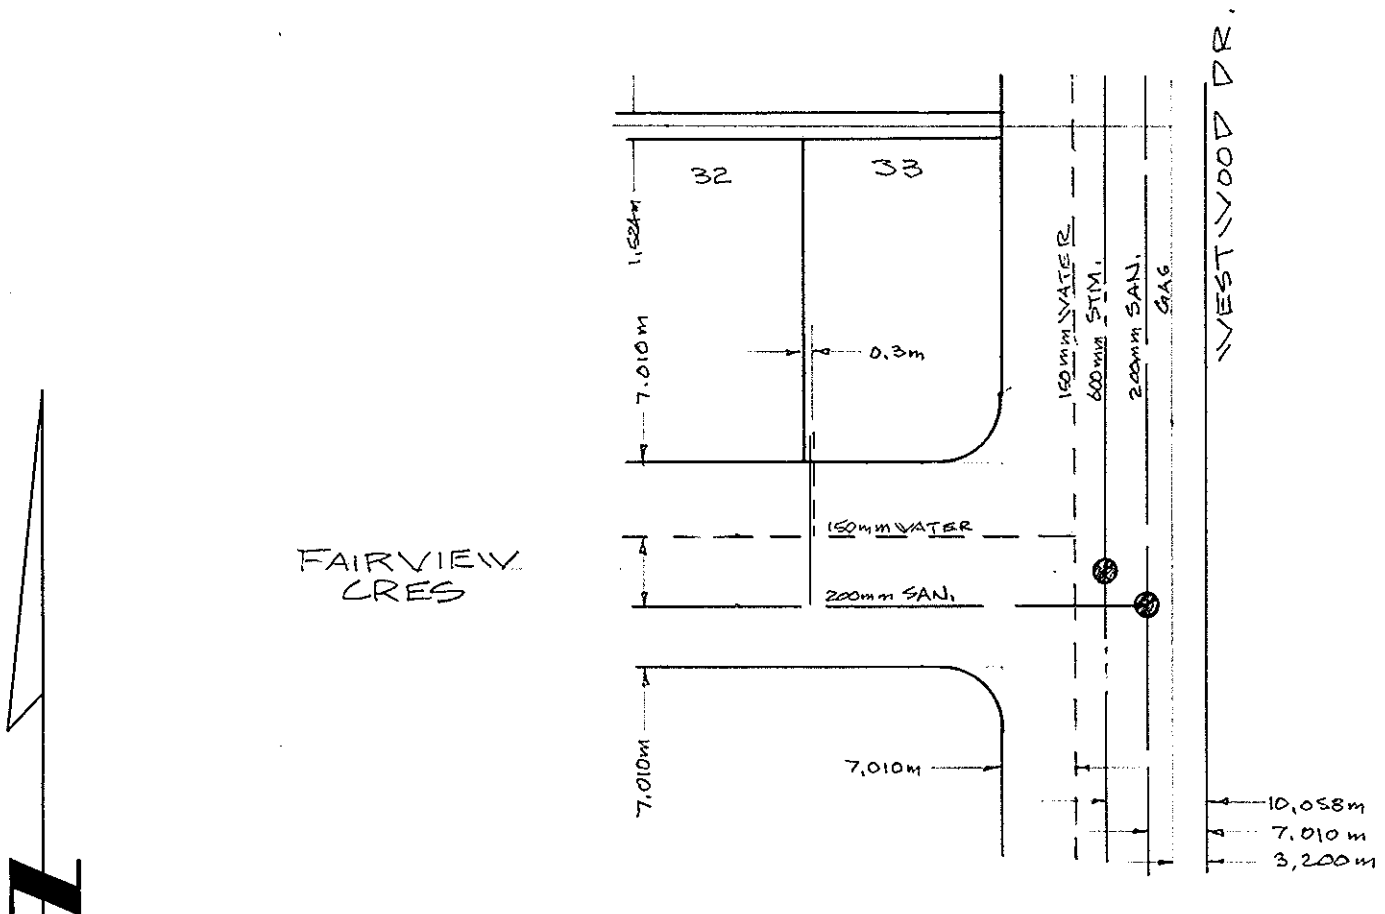 WESTWOOD DR.
32
33
1,524m
7.010m
0.3m
150mm WATER
600mm STM.
200mm SAN.
GAS
150mm WATER
FAIRVIEW
CRES
200mm SAN.
7.010m
7,010m
10,058m
7.010 m
3,200m
N